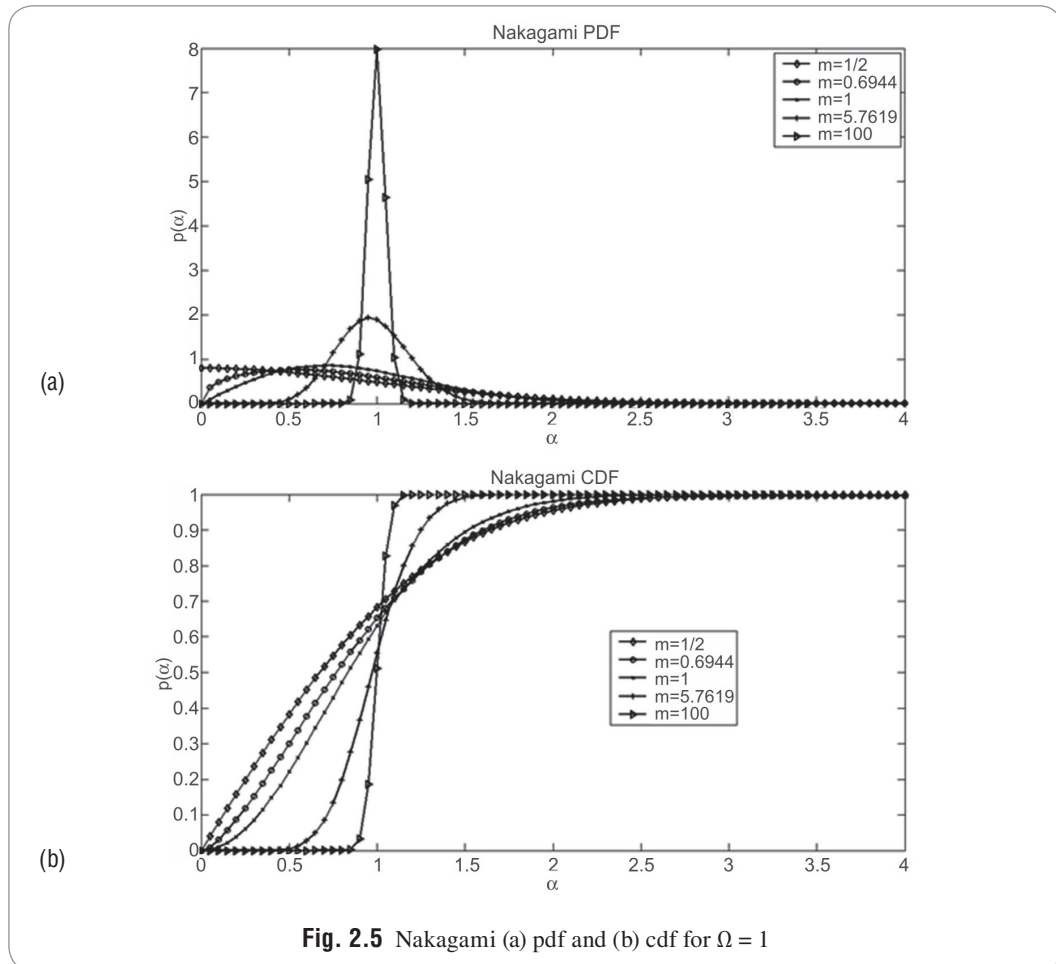 Nakagami PDF
8
7
6
5
4
3
2
1
0
p(α)
m=1/2
m=0.6944
m=1
m=5.7619
m=100
0 0.5 1 1.5 2 2.5 3 3.5 4
α
(a)
Nakagami CDF
1
0.9
0.8
0.7
0.6
0.5
0.4
0.3
0.2
0.1
0
p(α)
m=1/2
m=0.6944
m=1
m=5.7619
m=100
0 0.5 1 1.5 2 2.5 3 3.5 4
α
(b)
Fig. 2.5 Nakagami (a) pdf and (b) cdf for Ω = 1